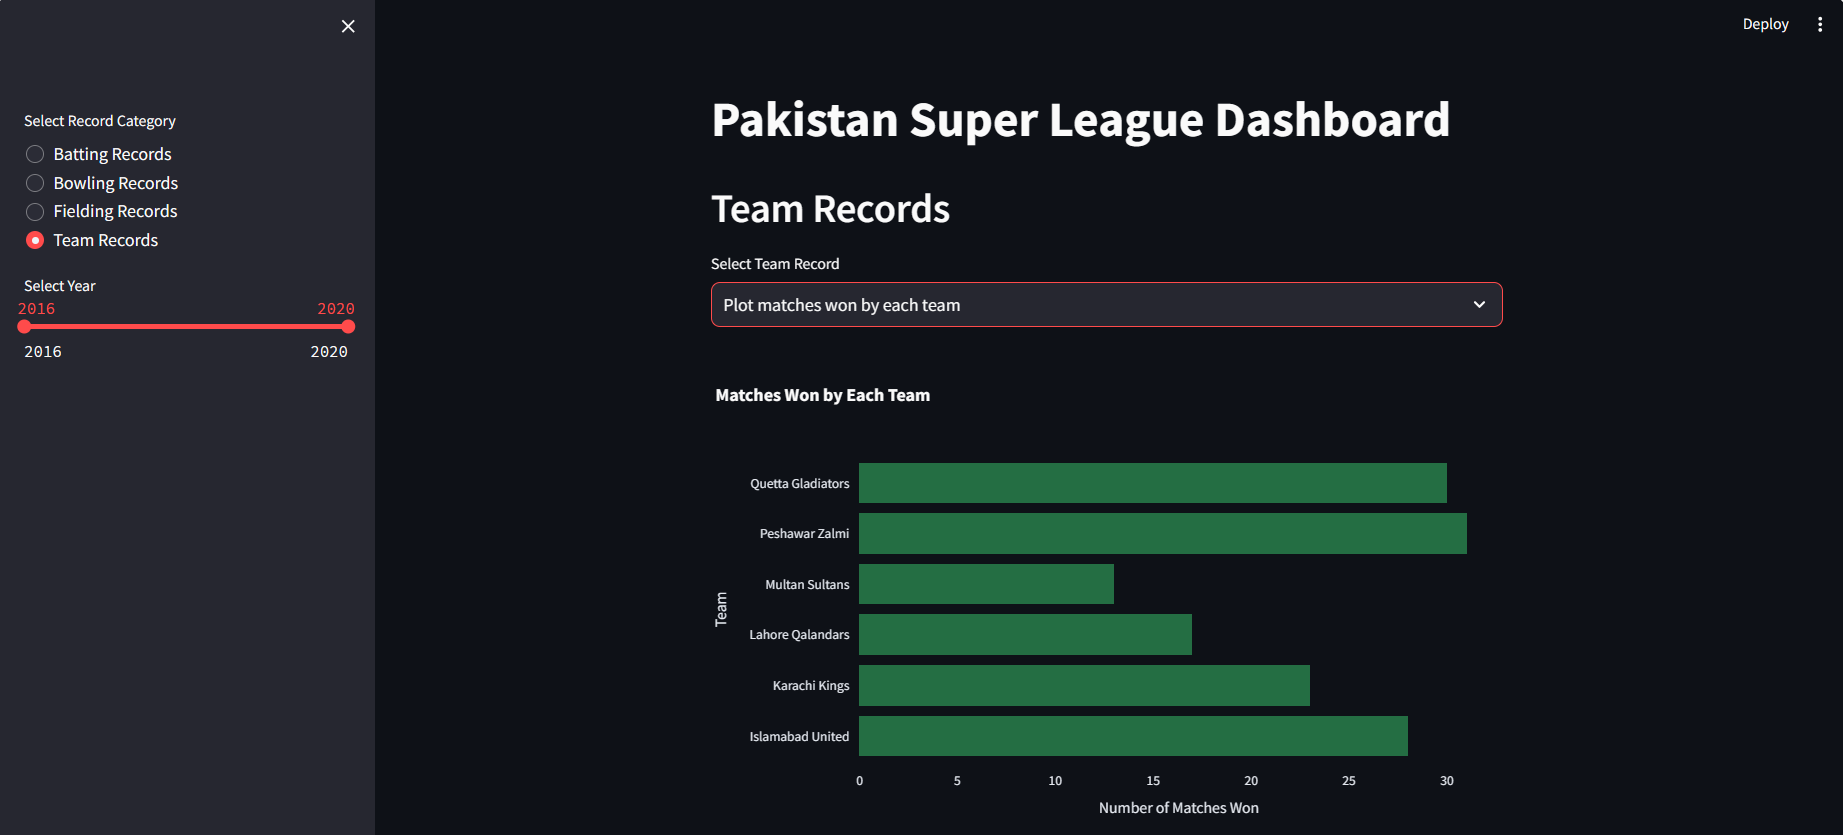 Deploy
Select Record Category
Batting Records
Bowling Records
Fielding Records
Team Records
Select Year
2016 2020
2016 2020
Pakistan Super League Dashboard
Team Records
Select Team Record
Plot matches won by each team
Matches Won by Each Team
Team
Quetta Gladiators
Peshawar Zalmi
Multan Sultans
Lahore Qalandars
Karachi Kings
Islamabad United
0 5 10 15 20 25 30
Number of Matches Won